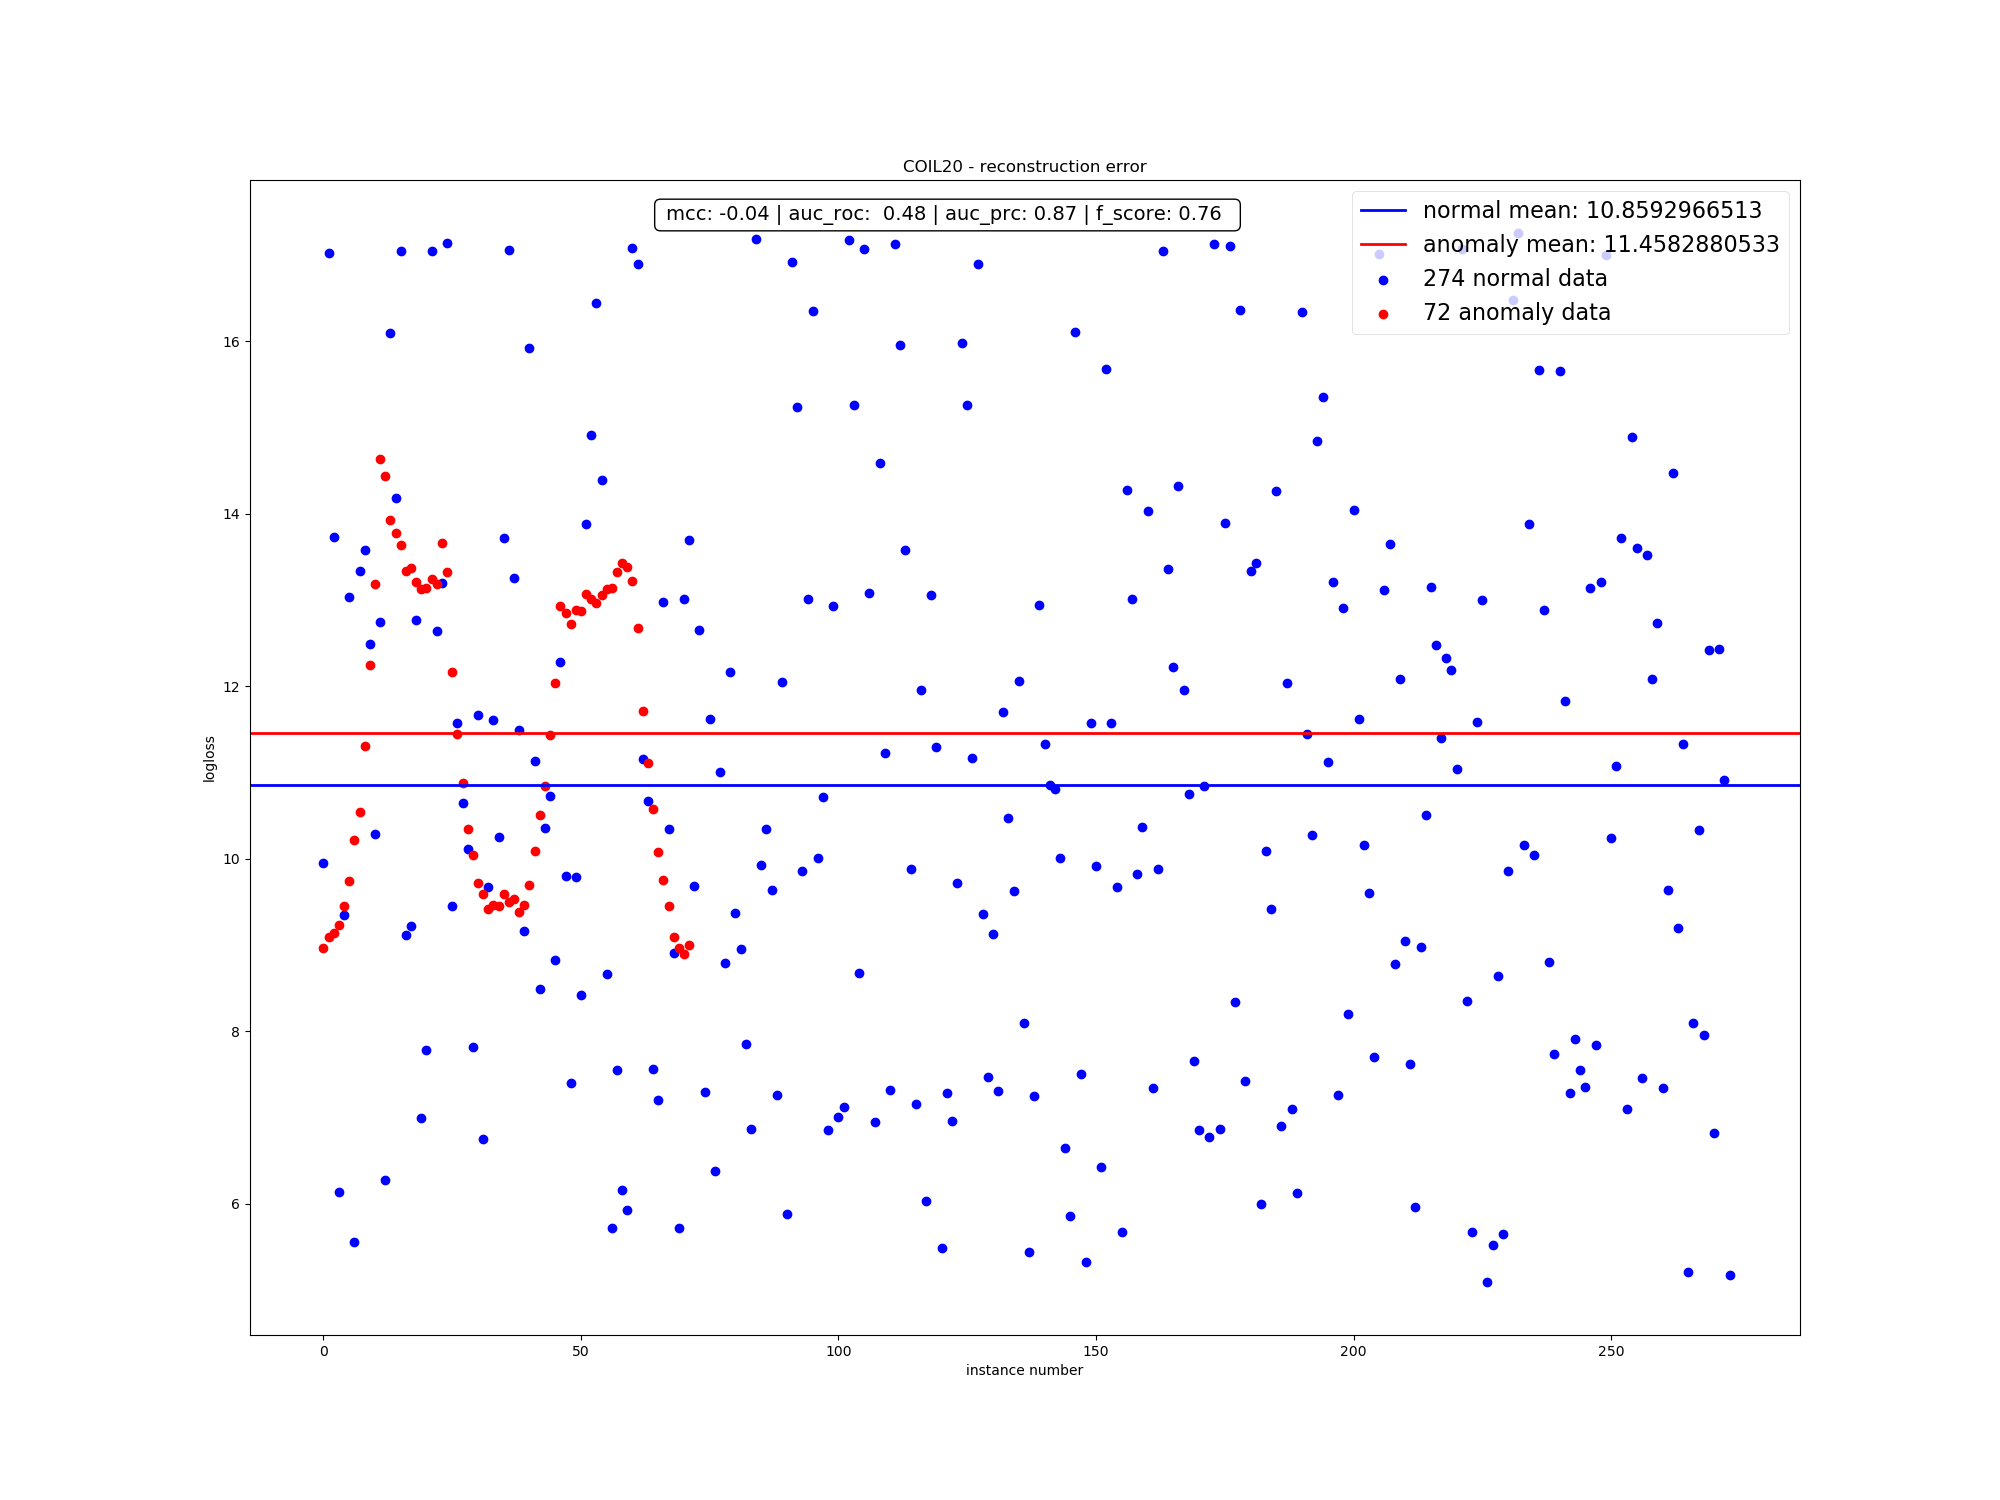 COIL20 - reconstruction error
mcc: -0.04 | auc_roc:  0.48 | auc_prc: 0.87 | f_score: 0.76
normal mean: 10.8592966513
anomaly mean: 11.4582880533
274 normal data
72 anomaly data
16
14
12
10
8
6
logloss
0 50 100 150 200 250
instance number